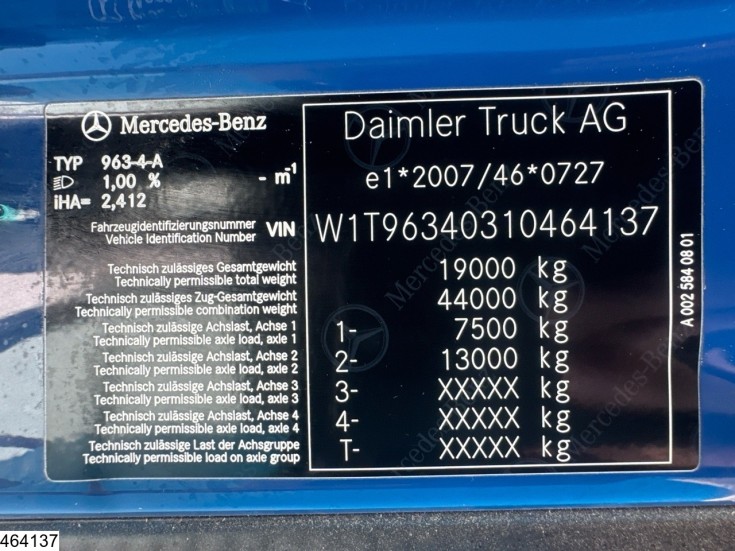 Mercedes-Benz
Daimler Truck AG
TYP 963-4-A
1,00 % - m⁻¹
iHA= 2,412
e1*2007/46*0727
Fahrzeugidentifizierungsnummer
Vehicle Identification Number VIN W1T96340310464137
Technisch zulässiges Gesamtgewicht
Technically permissible total weight 19000 kg
Technisch zulässiges Zug-Gesamtgewicht
Technically permissible combination weight 44000 kg
Technisch zulässige Achslast, Achse 1
Technically permissible axle load, axle 1 1- 7500 kg
Technisch zulässige Achslast, Achse 2
Technically permissible axle load, axle 2 2- 13000 kg
Technisch zulässige Achslast, Achse 3
Technically permissible axle load, axle 3 3- XXXXX kg
Technisch zulässige Achslast, Achse 4
Technically permissible axle load, axle 4 4- XXXXX kg
Technisch zulässige Last der Achsgruppe
Technically permissible load on axle group T- XXXXX kg
A 002 584 08 01
Mercedes-Benz
Mercedes-Benz
Mercedes-Benz
464137